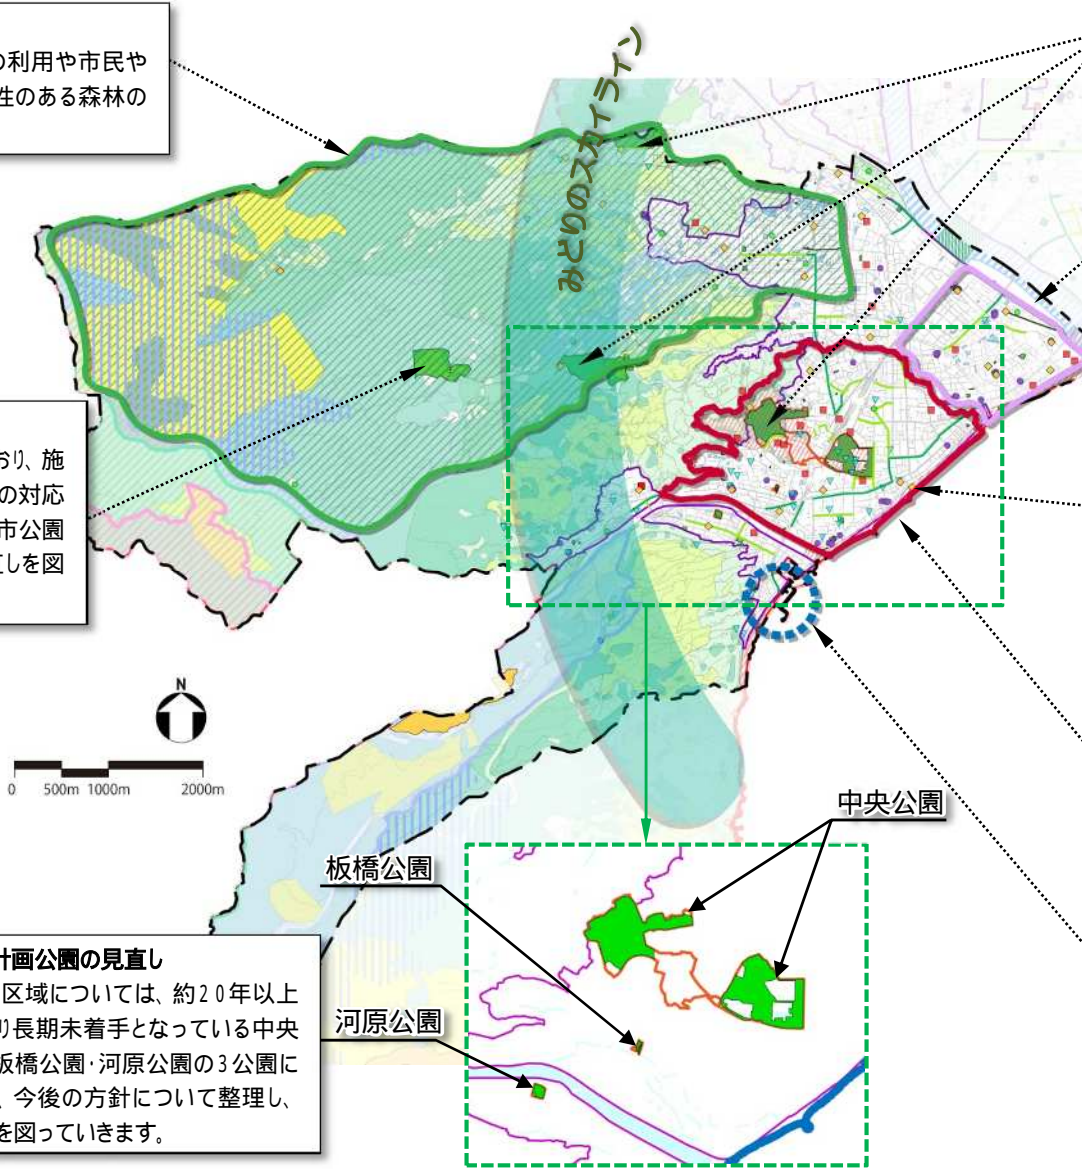 の利用や市民や
性のある森林の
みどりのスカイライン
おり、施
の対応
市公園
直しを図
N
0 500m 1000m 2000m
中央公園
板橋公園
河原公園
計画公園の見直し
区域については、約20年以上
り長期未着手となっている中央
板橋公園・河原公園の3公園に
、今後の方針について整理し、
を図っていきます。